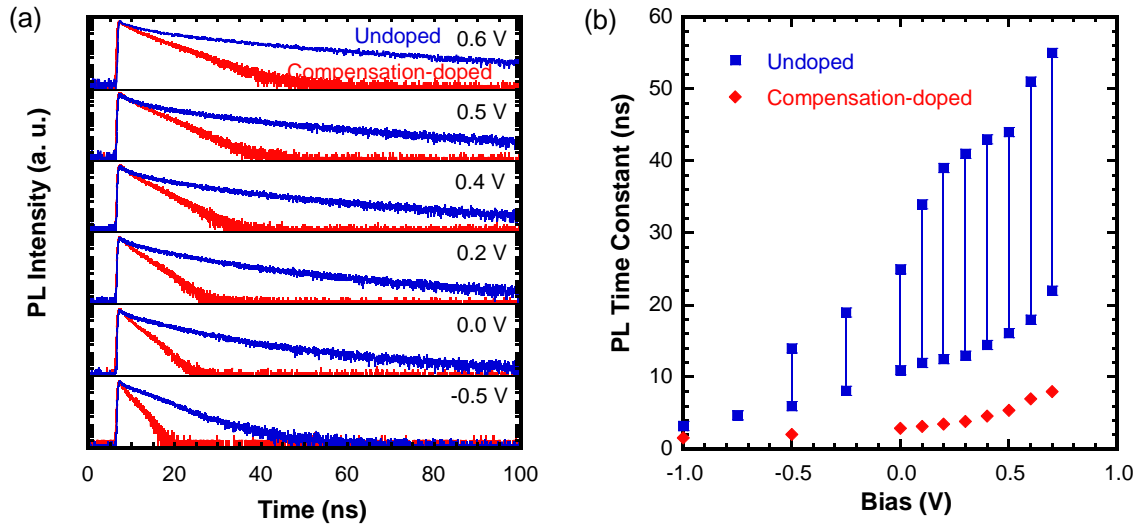 (a)
PL Intensity (a. u.)
Undoped
0.6 V
Compensation-doped
0.5 V
0.4 V
0.2 V
0.0 V
-0.5 V
0 20 40 60 80 100
Time (ns)
(b)
PL Time Constant (ns)
60
50
40
30
20
10
0
Undoped
Compensation-doped
-1.0 -0.5 0.0 0.5 1.0
Bias (V)